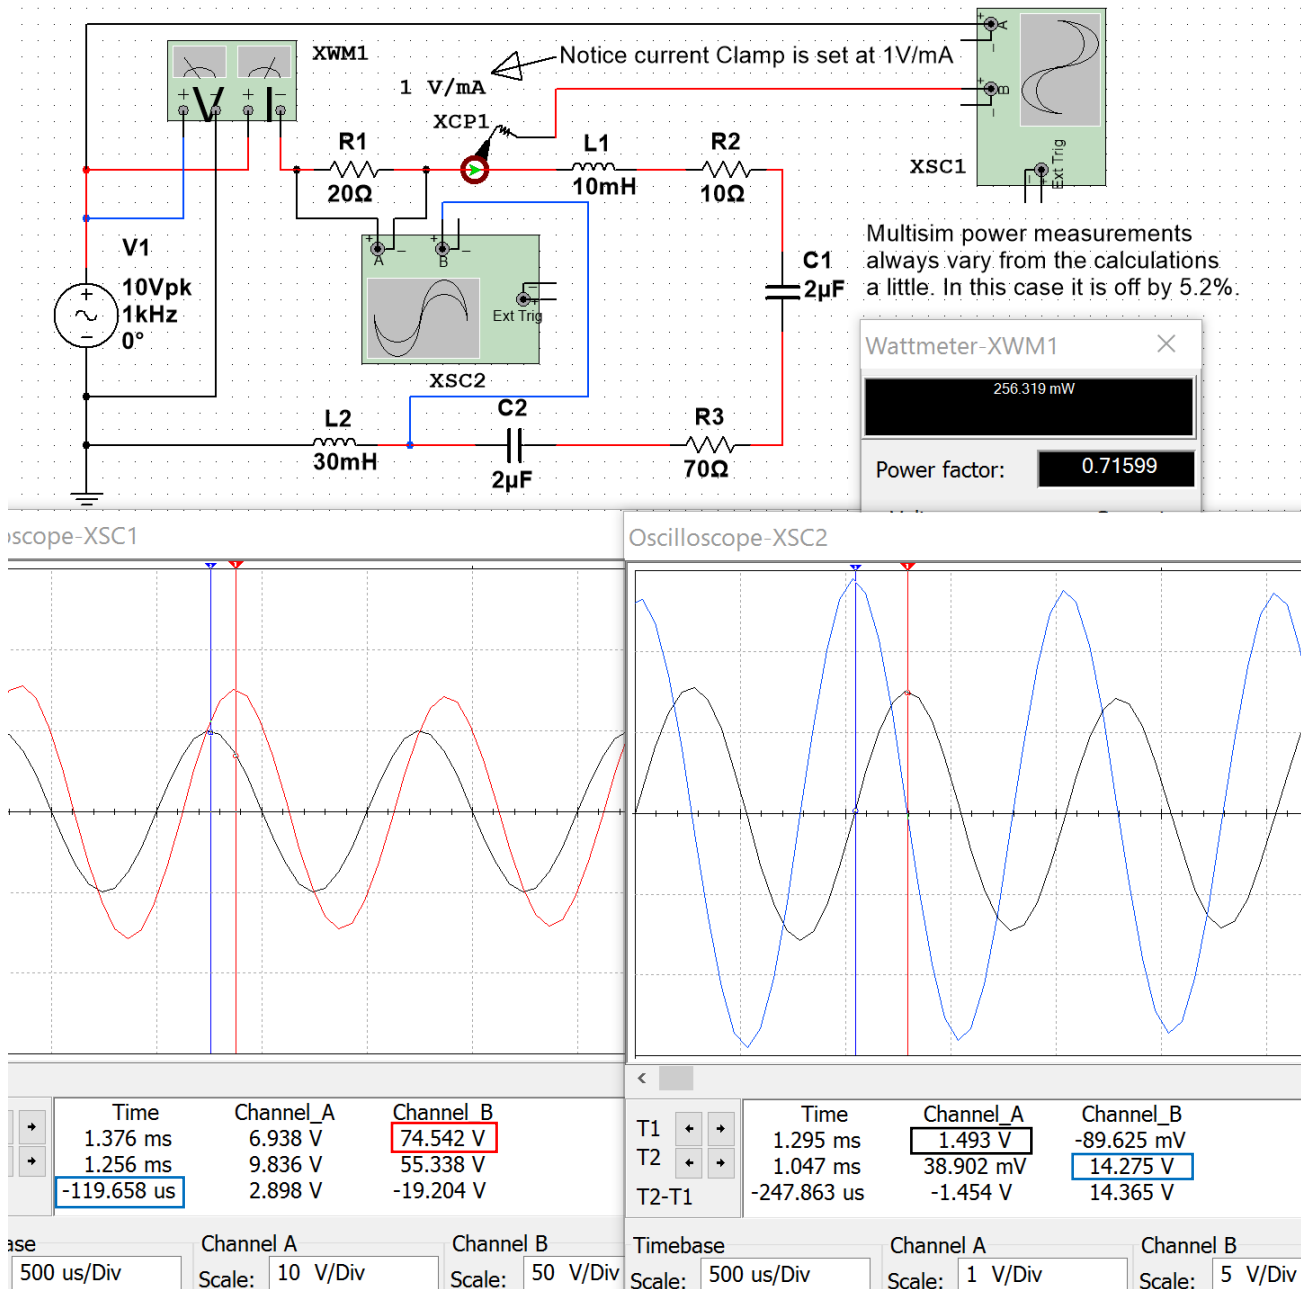 XWM1
Notice current Clamp is set at 1V/mA
1 V/mA
XCP1
V I
+ - + -
R1
20Ω
L1
10mH
R2
10Ω
XSC1
A
B
Ext Trig
V1
10Vpk
1kHz
0°
A B
Ext Trig
XSC2
C1
2µF
Multisim power measurements
always vary from the calculations
a little. In this case it is off by 5.2%.
L2
30mH
C2
2µF
R3
70Ω
Wattmeter-XWM1
256.319 mW
Power factor: 0.71599
oscope-XSC1
Oscilloscope-XSC2
Time Channel_A Channel_B
1.376 ms 6.938 V 74.542 V
1.256 ms 9.836 V 55.338 V
-119.658 us 2.898 V -19.204 V
ase
500 us/Div
Channel A
Scale: 10 V/Div
Channel B
Scale: 50 V/Div
Time Channel_A Channel_B
T1 1.295 ms 1.493 V -89.625 mV
T2 1.047 ms 38.902 mV 14.275 V
T2-T1 -247.863 us -1.454 V 14.365 V
Timebase
Scale: 500 us/Div
Channel A
Scale: 1 V/Div
Channel B
Scale: 5 V/Div